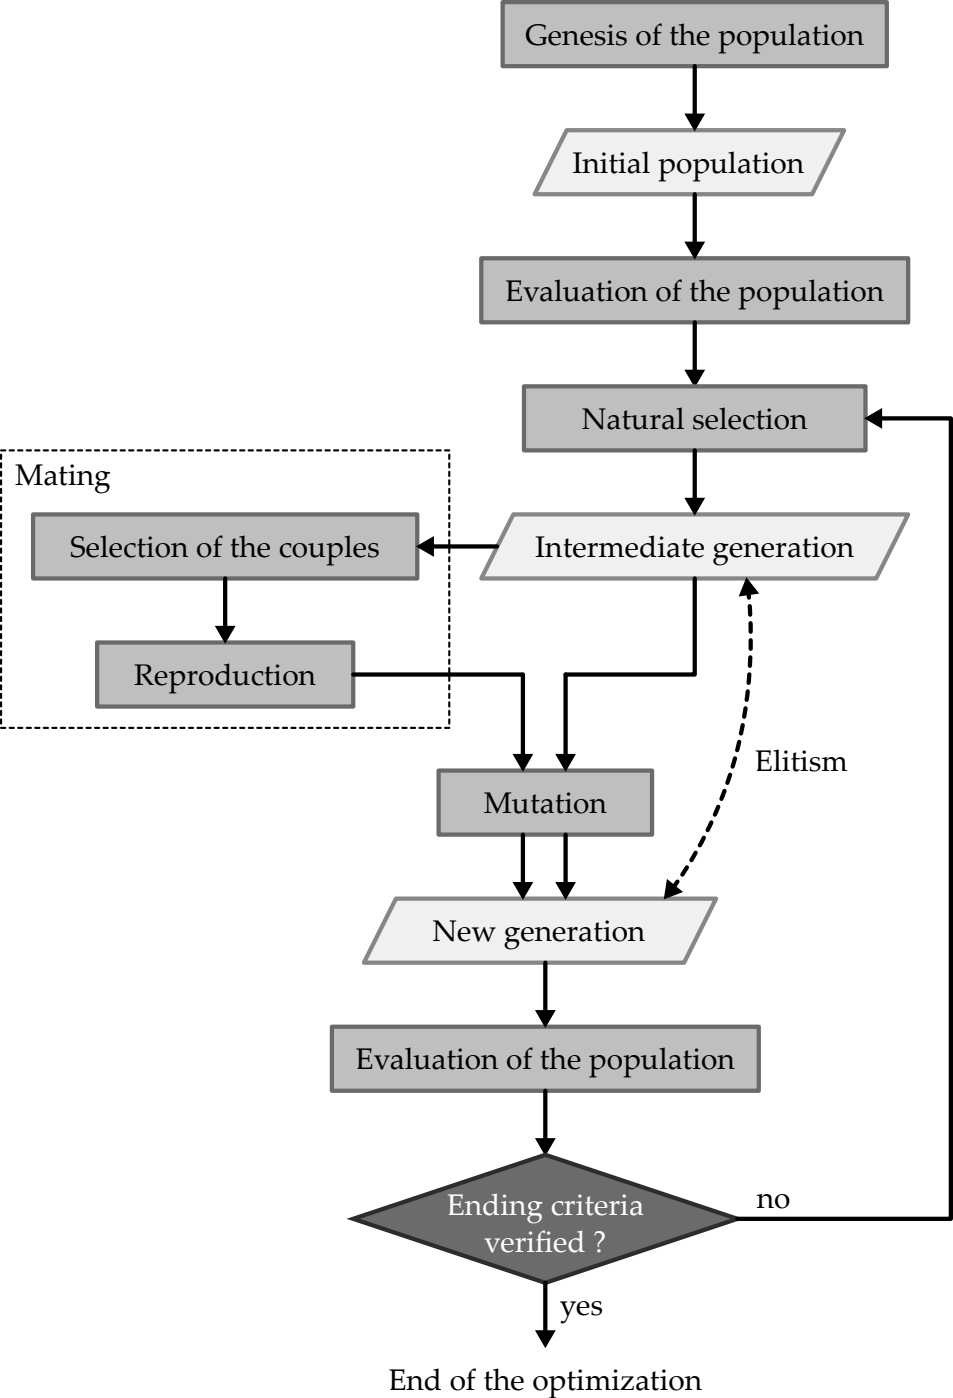 Genesis of the population
Initial population
Evaluation of the population
Natural selection
Mating
Selection of the couples
Intermediate generation
Reproduction
Elitism
Mutation
New generation
Evaluation of the population
Ending criteria
verified ?
no
yes
End of the optimization